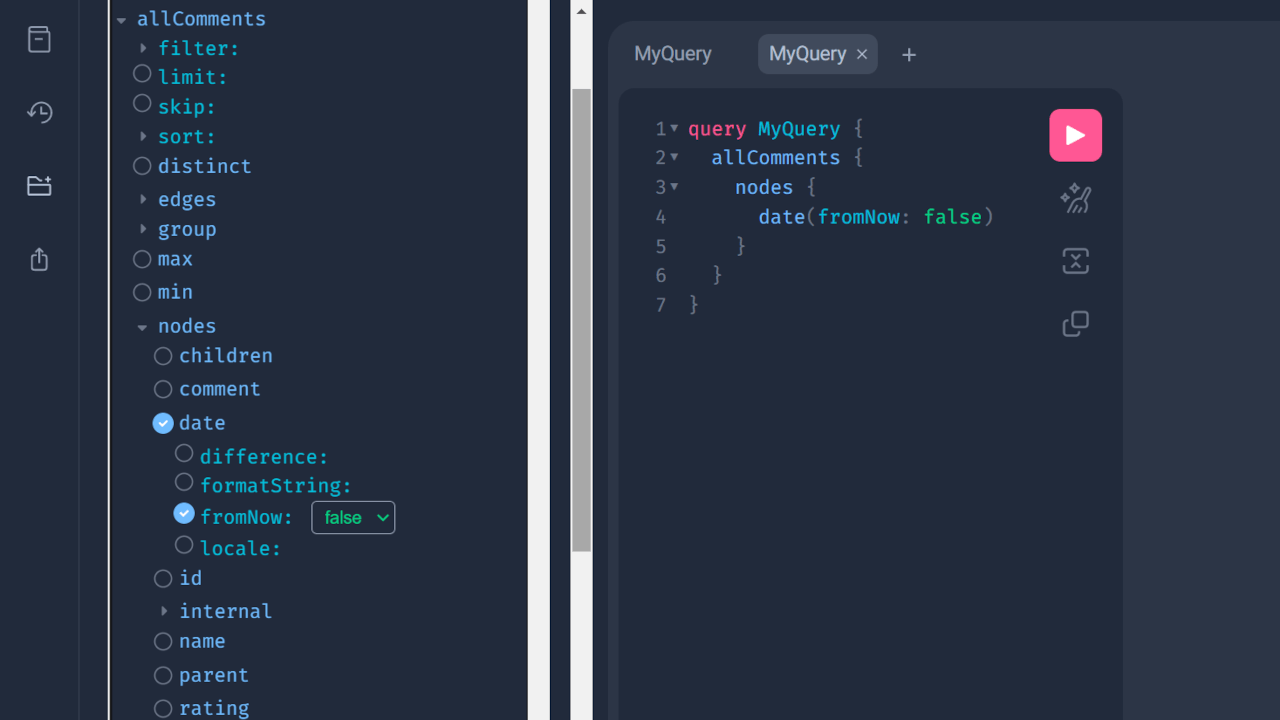 allComments
filter:
limit:
skip:
sort:
distinct
edges
group
max
min
nodes
children
comment
date
difference:
formatString:
fromNow: false
locale:
id
internal
name
parent
rating
MyQuery MyQuery × +
1 query MyQuery {
2 allComments {
3 nodes {
4 date(fromNow: false)
5 }
6 }
7 }